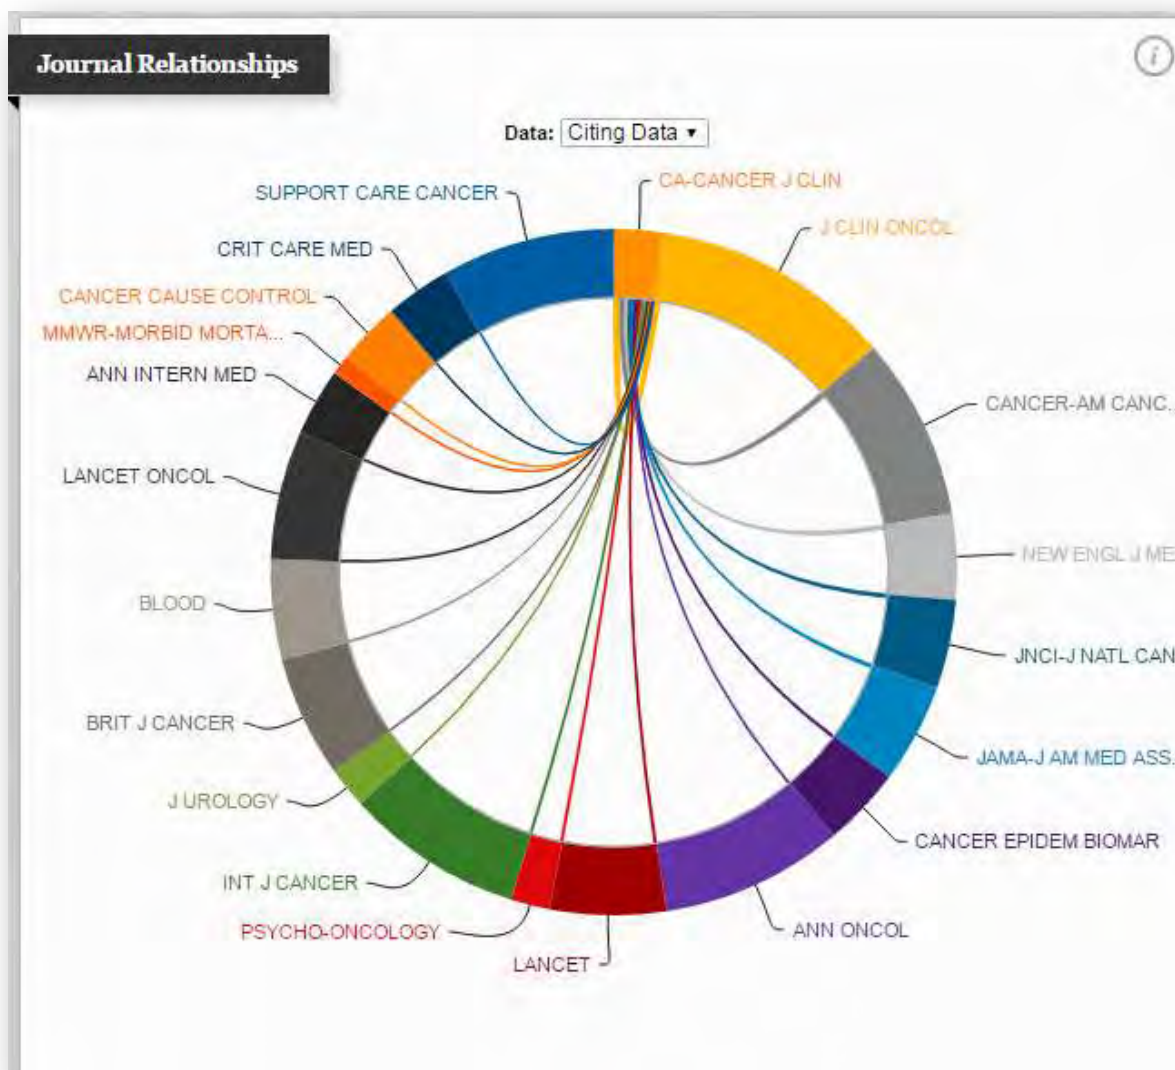 Journal Relationships
i
Data: Citing Data ▾
CA-CANCER J CLIN
SUPPORT CARE CANCER
J CLIN ONCOL
CRIT CARE MED
CANCER CAUSE CONTROL
MMWR-MORBID MORTA...
ANN INTERN MED
CANCER-AM CANC..
LANCET ONCOL
NEW ENGL J ME
BLOOD
JNCI-J NATL CAN
BRIT J CANCER
JAMA-J AM MED ASS.
J UROLOGY
CANCER EPIDEM BIOMAR
INT J CANCER
PSYCHO-ONCOLOGY
ANN ONCOL
LANCET